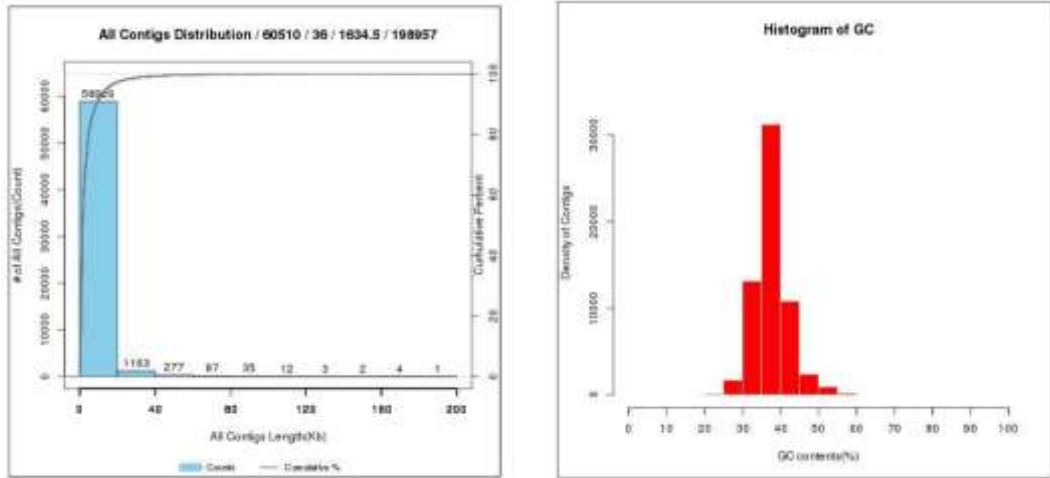 All Contigs Distribution / 60510 / 36 / 1634.5 / 198957
# of All Contigs(Count)
60000
50000
40000
30000
20000
10000
0
58926
1163 277 87 35 12 3 2 4 1
100
80
60
40
20
0
Cumulative Percent
0 40 80 120 160 200
All Contigs Length(Kb)
Counts
Cumulative %
Histogram of GC
Density of Contigs
30000
20000
10000
0
0 10 20 30 40 50 60 70 80 90 100
GC contents(%)